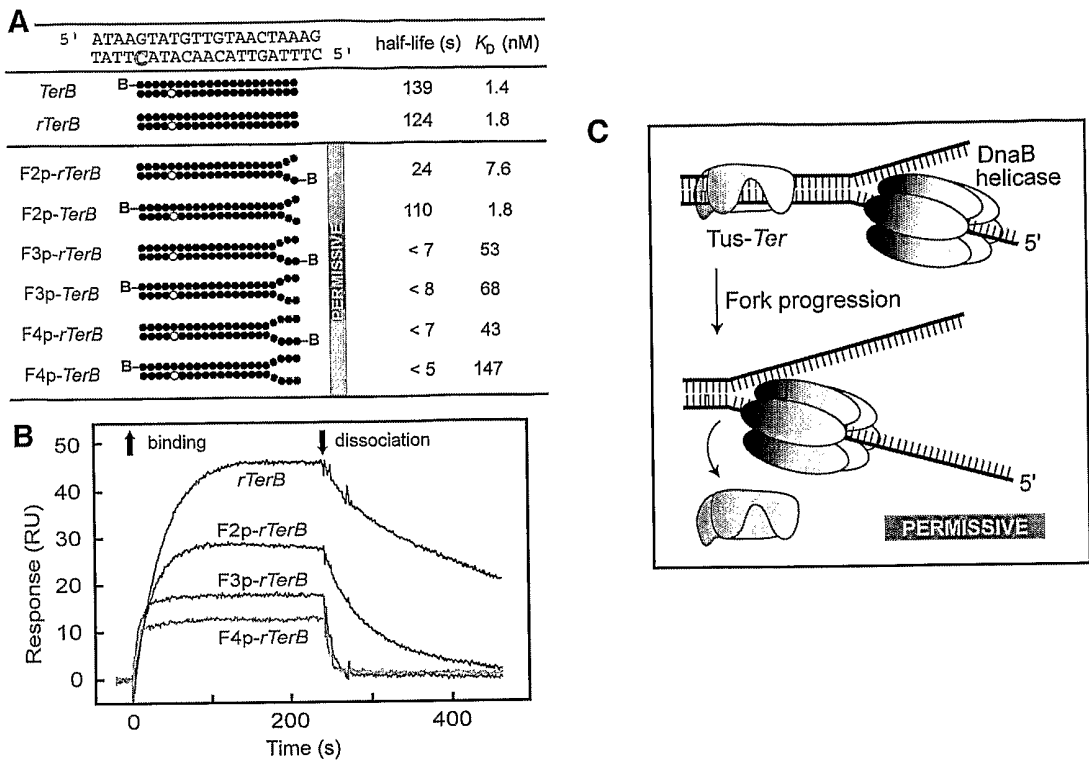 A
5' ATAAGTATGTTGTAACTAAAG
TATTCATACAACATTGATTTC 5'
half-life (s) KD (nM)
TerB B 139 1.4
rTerB 124 1.8
F2p-rTerB B 24 7.6
F2p-TerB B 110 1.8
F3p-rTerB B < 7 53
F3p-TerB B < 8 68
F4p-rTerB B < 7 43
F4p-TerB B < 5 147
PERMISSIVE
B
binding
dissociation
rTerB
F2p-rTerB
F3p-rTerB
F4p-rTerB
50
40
30
20
10
0
Response (RU)
0 200 400
Time (s)
C
DnaB
helicase
5'
Tus-Ter
Fork progression
5'
PERMISSIVE